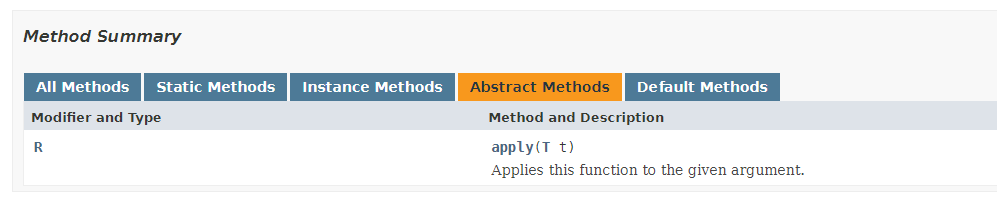 Method Summary
All Methods Static Methods Instance Methods Abstract Methods Default Methods
Modifier and Type Method and Description
R apply(T t)
Applies this function to the given argument.